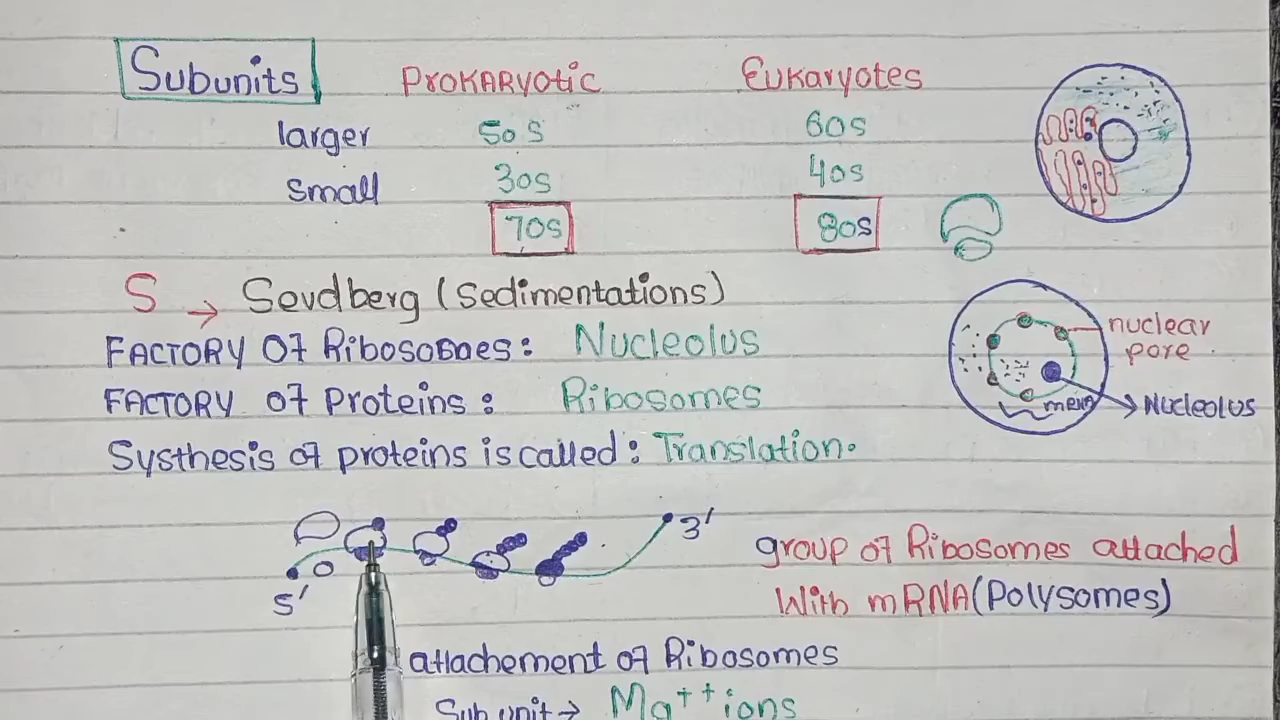 Subunits Prokaryotic Eukaryotes
larger 50s 60s
small 30s 40s
70s 80s
S → Sevdberg (Sedimentations)
Factory of Ribosomes: Nucleolus
nuclear
pore
Factory of Proteins: Ribosomes
mRNA
Nucleolus
Systhesis of proteins is called: Translation.
5' 3'
group of Ribosomes attached
With mRNA (Polysomes)
attachement of Ribosomes
Sub unit → Mg++ ions